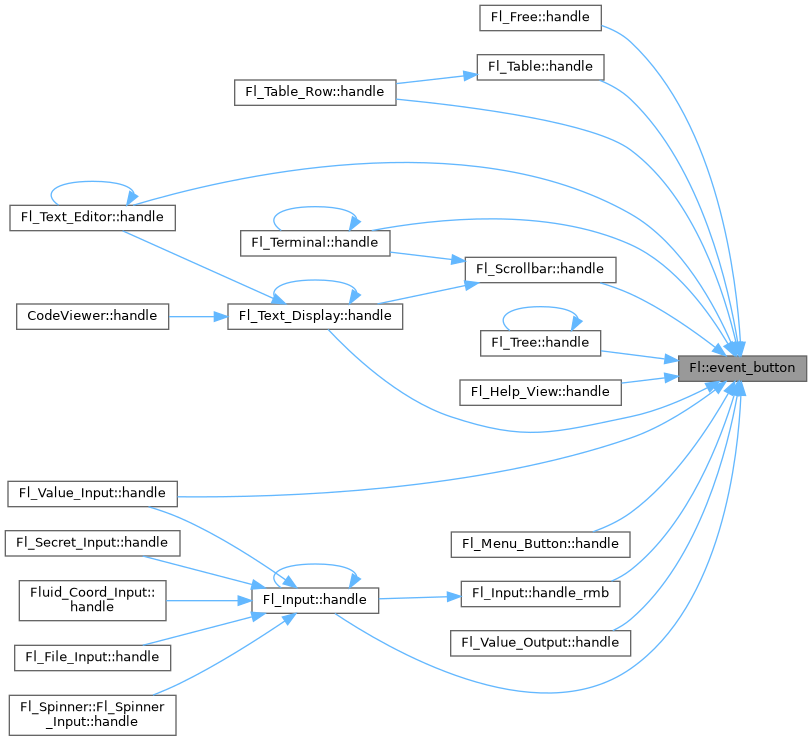 Fl_Free::handle
Fl_Table::handle
Fl_Table_Row::handle
Fl_Text_Editor::handle
Fl_Terminal::handle
Fl_Scrollbar::handle
CodeViewer::handle
Fl_Text_Display::handle
Fl_Tree::handle
Fl::event_button
Fl_Help_View::handle
Fl_Value_Input::handle
Fl_Secret_Input::handle
Fl_Menu_Button::handle
Fluid_Coord_Input::
handle
Fl_Input::handle
Fl_Input::handle_rmb
Fl_Value_Output::handle
Fl_File_Input::handle
Fl_Spinner::Fl_Spinner
_Input::handle